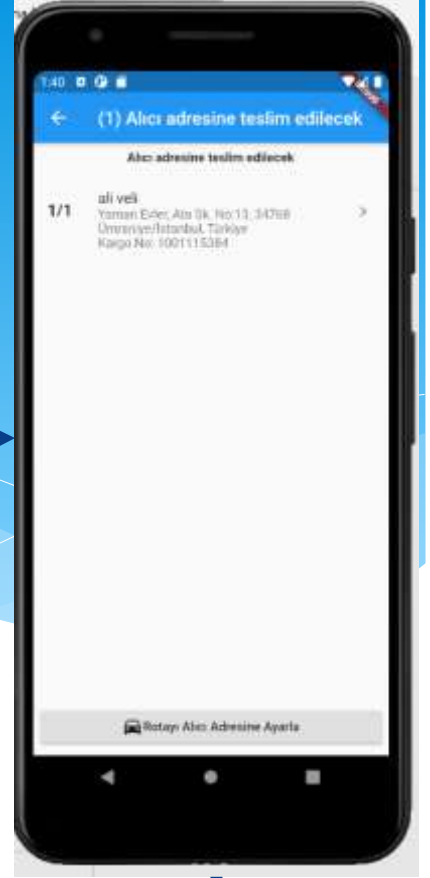 1:40
(1) Alıcı adresine teslim edilecek
Alıcı adresine teslim edilecek
1/1
ali veli
Yaman Evler, Ata Sk. No:13, 34768
Ümraniye/İstanbul, Türkiye
Kargo No: 1001115384
Rotayı Alıcı Adresine Ayarla